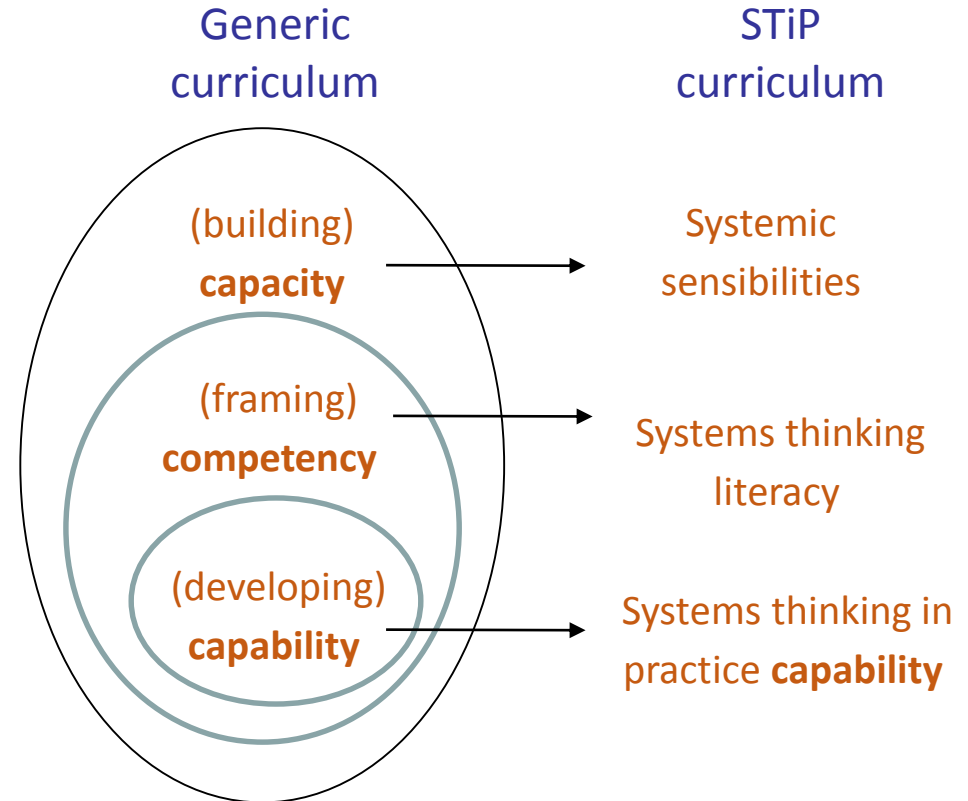 Generic
curriculum
STiP
curriculum
(building)
capacity
Systemic
sensibilities
(framing)
competency
Systems thinking
literacy
(developing)
capability
Systems thinking in
practice capability